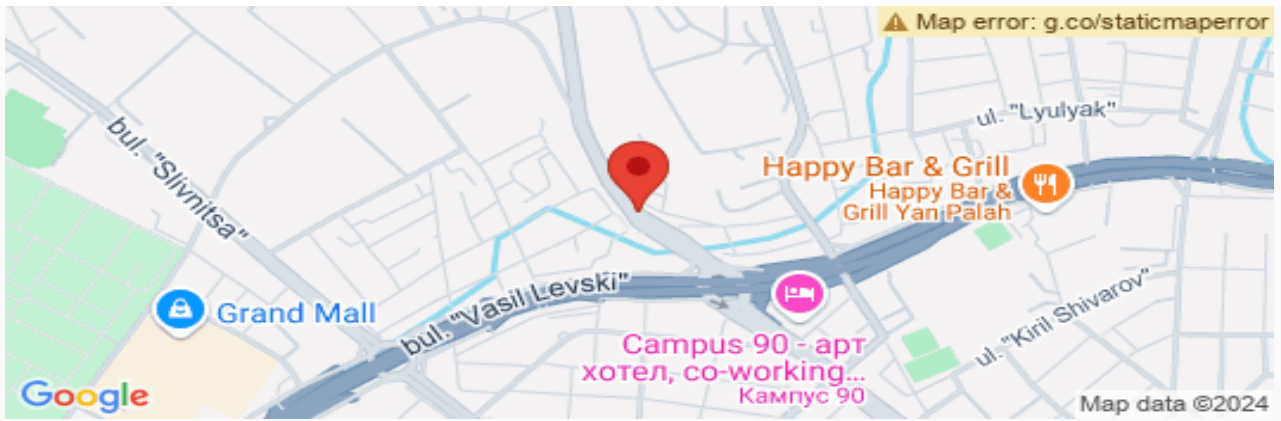 Map error: g.co/staticmaperror
bul. "Slivnitsa"
ul. "Lyulyak"
Happy Bar & Grill
Happy Bar &
Grill Yan Palah
Grand Mall
bul. "Vasil Levski"
ul. "Kiril Shivarov"
Campus 90 - арт
хотел, co-working...
Кампус 90
Google
Map data ©2024